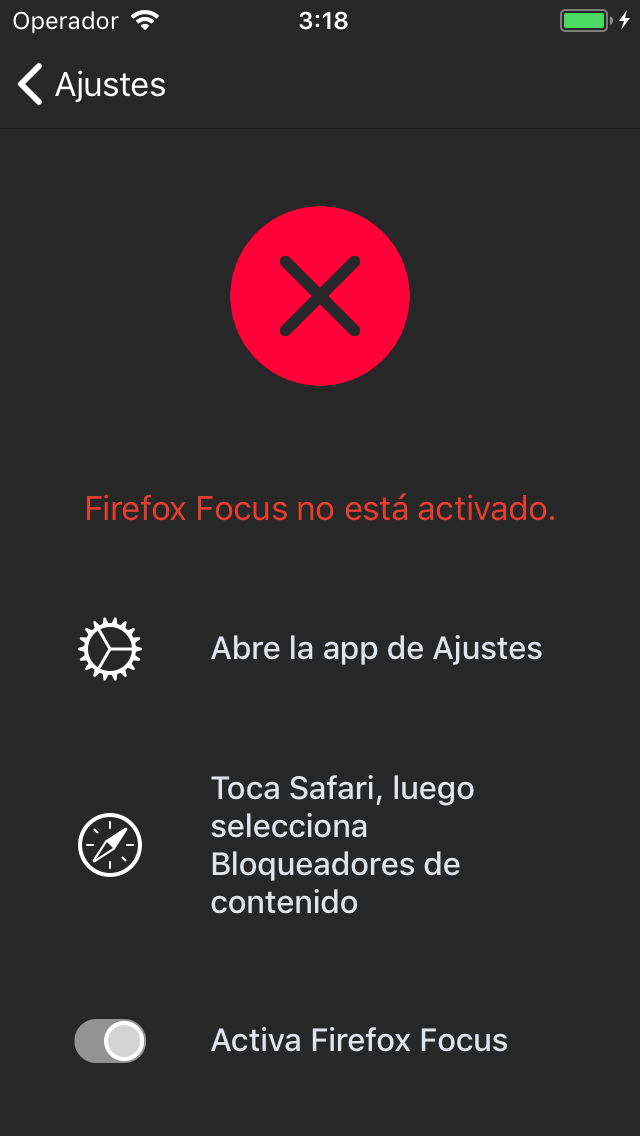 Operador
3:18
Ajustes
Firefox Focus no está activado.
Abre la app de Ajustes
Toca Safari, luego
selecciona
Bloqueadores de
contenido
Activa Firefox Focus